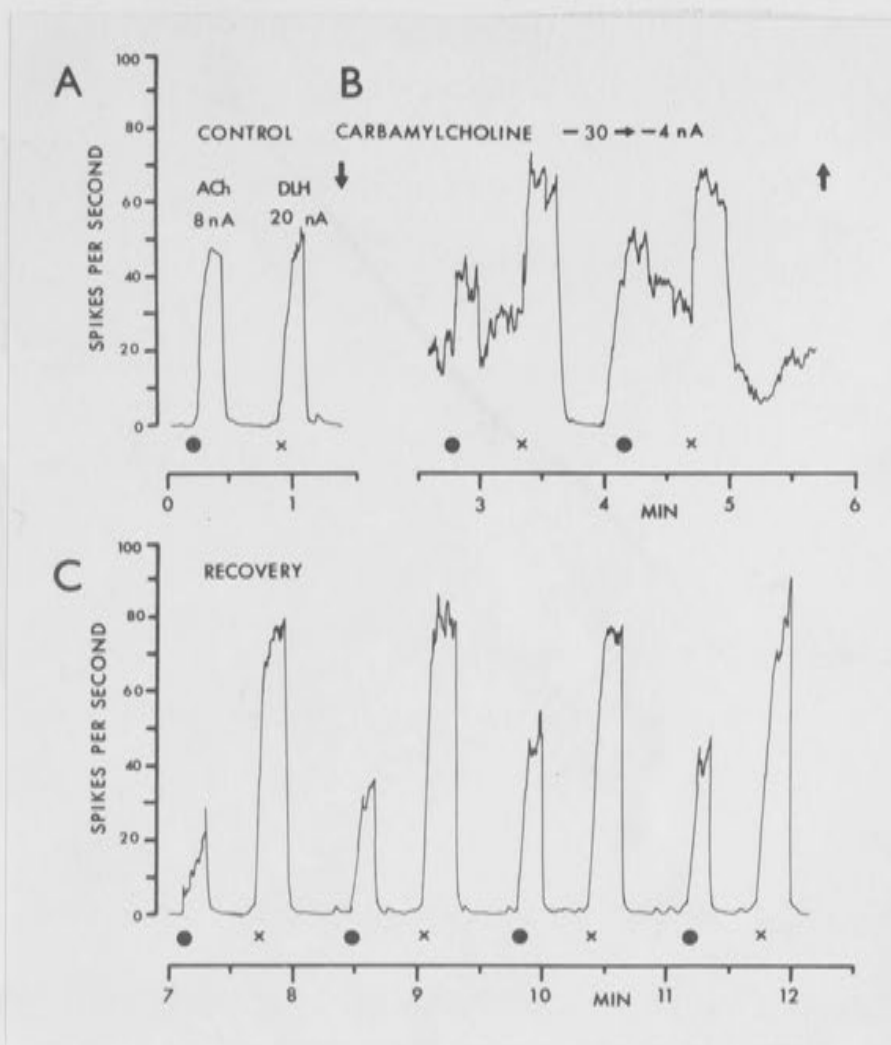 A
B
100
80
60
40
20
0
SPIKES PER SECOND
CONTROL
CARBAMYLCHOLINE - 30 → - 4 nA
ACh
8 nA
DLH
20 nA
0 1
3 4 5 6
MIN
C
RECOVERY
100
80
60
40
20
0
SPIKES PER SECOND
7 8 9 10 11 12
MIN